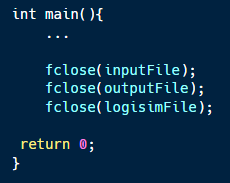 int main(){
    ...

    fclose(inputFile);
    fclose(outputFile);
    fclose(logisimFile);

 return 0;
}